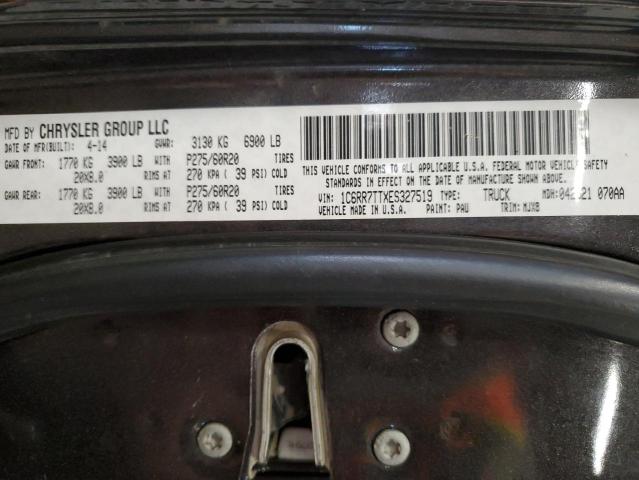 MFD BY CHRYSLER GROUP LLC
DATE OF MFR(BUILT): 4-14 GVWR: 3130 KG 6900 LB
GAWR FRONT: 1770 KG 3900 LB WITH P275/60R20 TIRES
20X8.0 RIMS AT 270 KPA ( 39 PSI) COLD
GAWR REAR: 1770 KG 3900 LB WITH P275/60R20 TIRES
20X8.0 RIMS AT 270 KPA ( 39 PSI) COLD
THIS VEHICLE CONFORMS TO ALL APPLICABLE U.S.A. FEDERAL MOTOR VEHICLE SAFETY
STANDARDS IN EFFECT ON THE DATE OF MANUFACTURE SHOWN ABOVE.
VIN: 1C6RR7TTXES327519 TYPE: TRUCK MDH: 070AA
VEHICLE MADE IN U.S.A. PAINT: PAU TRIM: MJXB